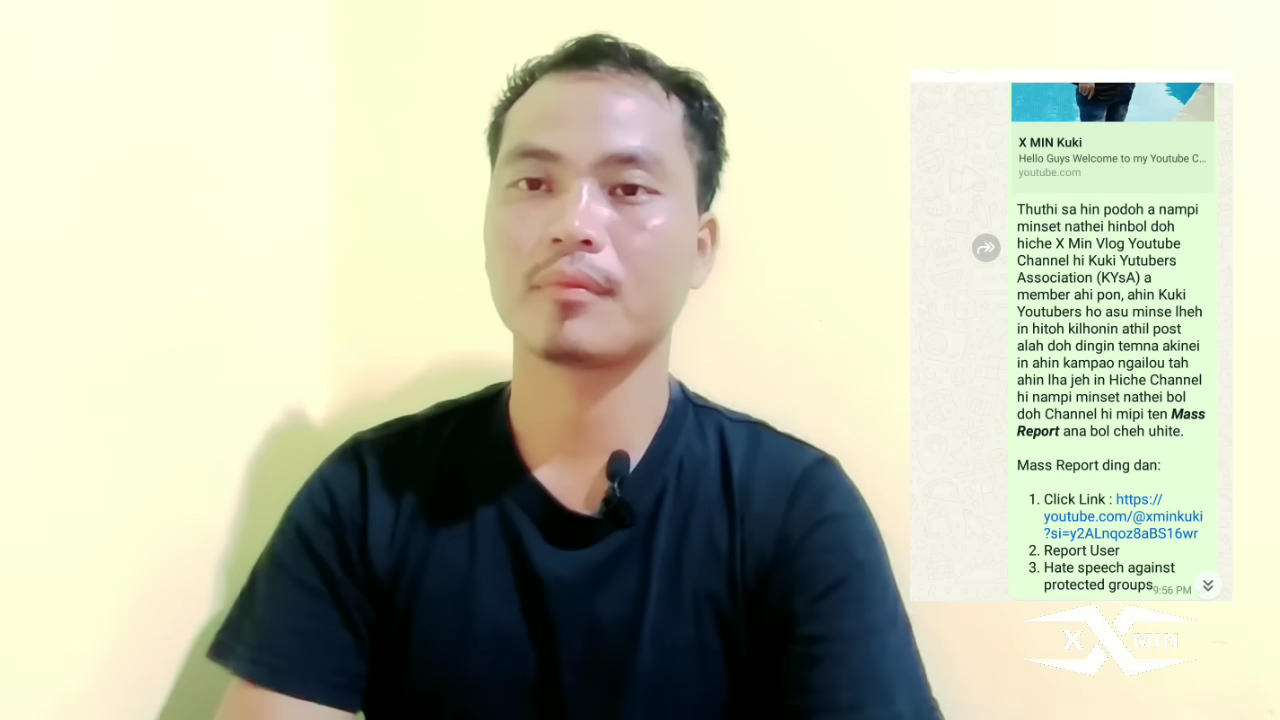 X MIN Kuki
Hello Guys Welcome to my Youtube C...
youtube.com
Thuthi sa hin podoh a nampi
minset nathei hinbol doh
hiche X Min Vlog Youtube
Channel hi Kuki Yutubers
Association (KYsA) a
member ahi pon, ahin Kuki
Youtubers ho asu minse lheh
in hitoh kilhonin athil post
alah doh dingin temna akinei
in ahin kampao ngailou tah
ahin lha jeh in Hiche Channel
hi nampi minset nathei bol
doh Channel hi mipi ten Mass
Report ana bol cheh uhite.
Mass Report ding dan:
1. Click Link : https://
youtube.com/@xminkuki
?si=y2ALnqoz8aBS16wr
2. Report User
3. Hate speech against
protected groups
9:56 PM
X X MIN